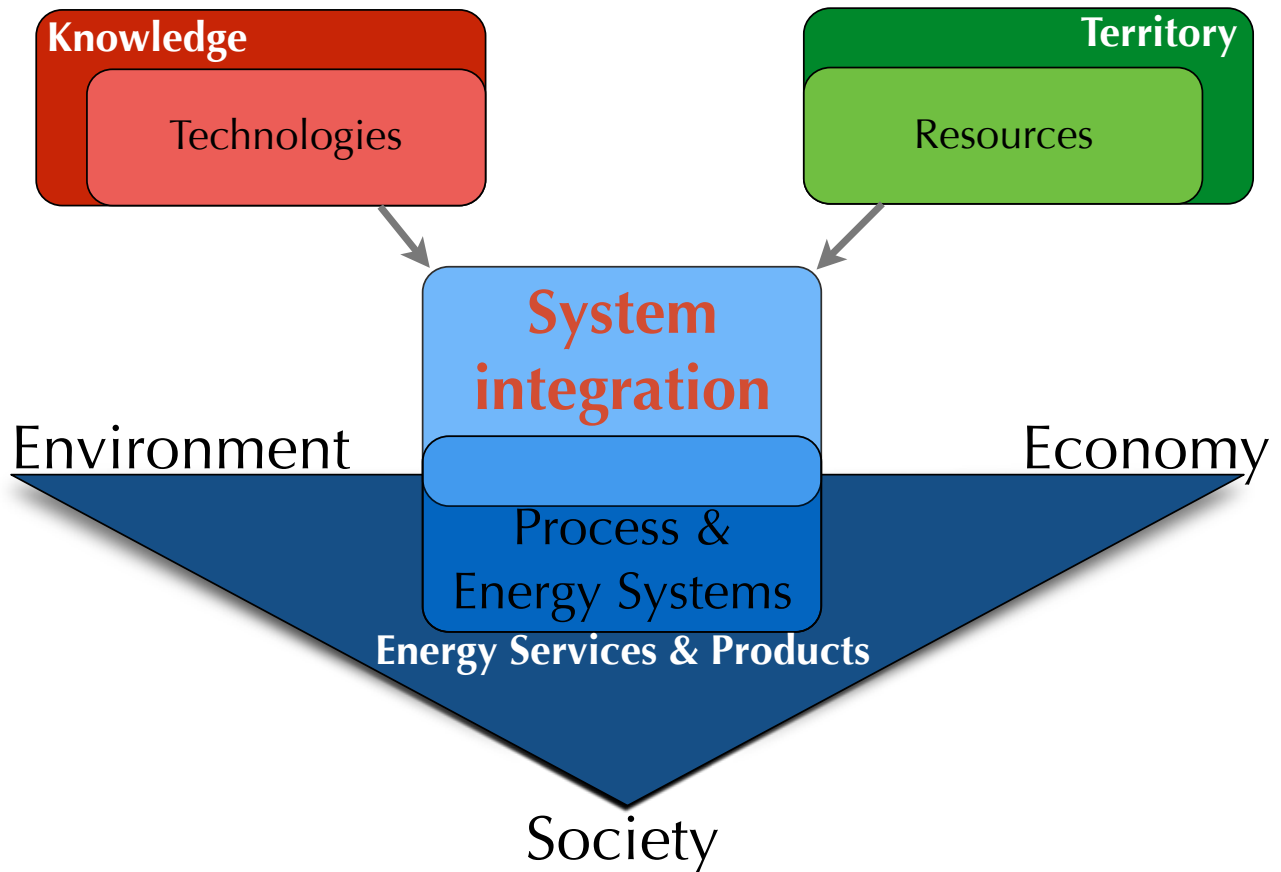 Knowledge
Territory
Technologies
Resources
System
integration
Environment
Economy
Process &
Energy Systems
Energy Services & Products
Society